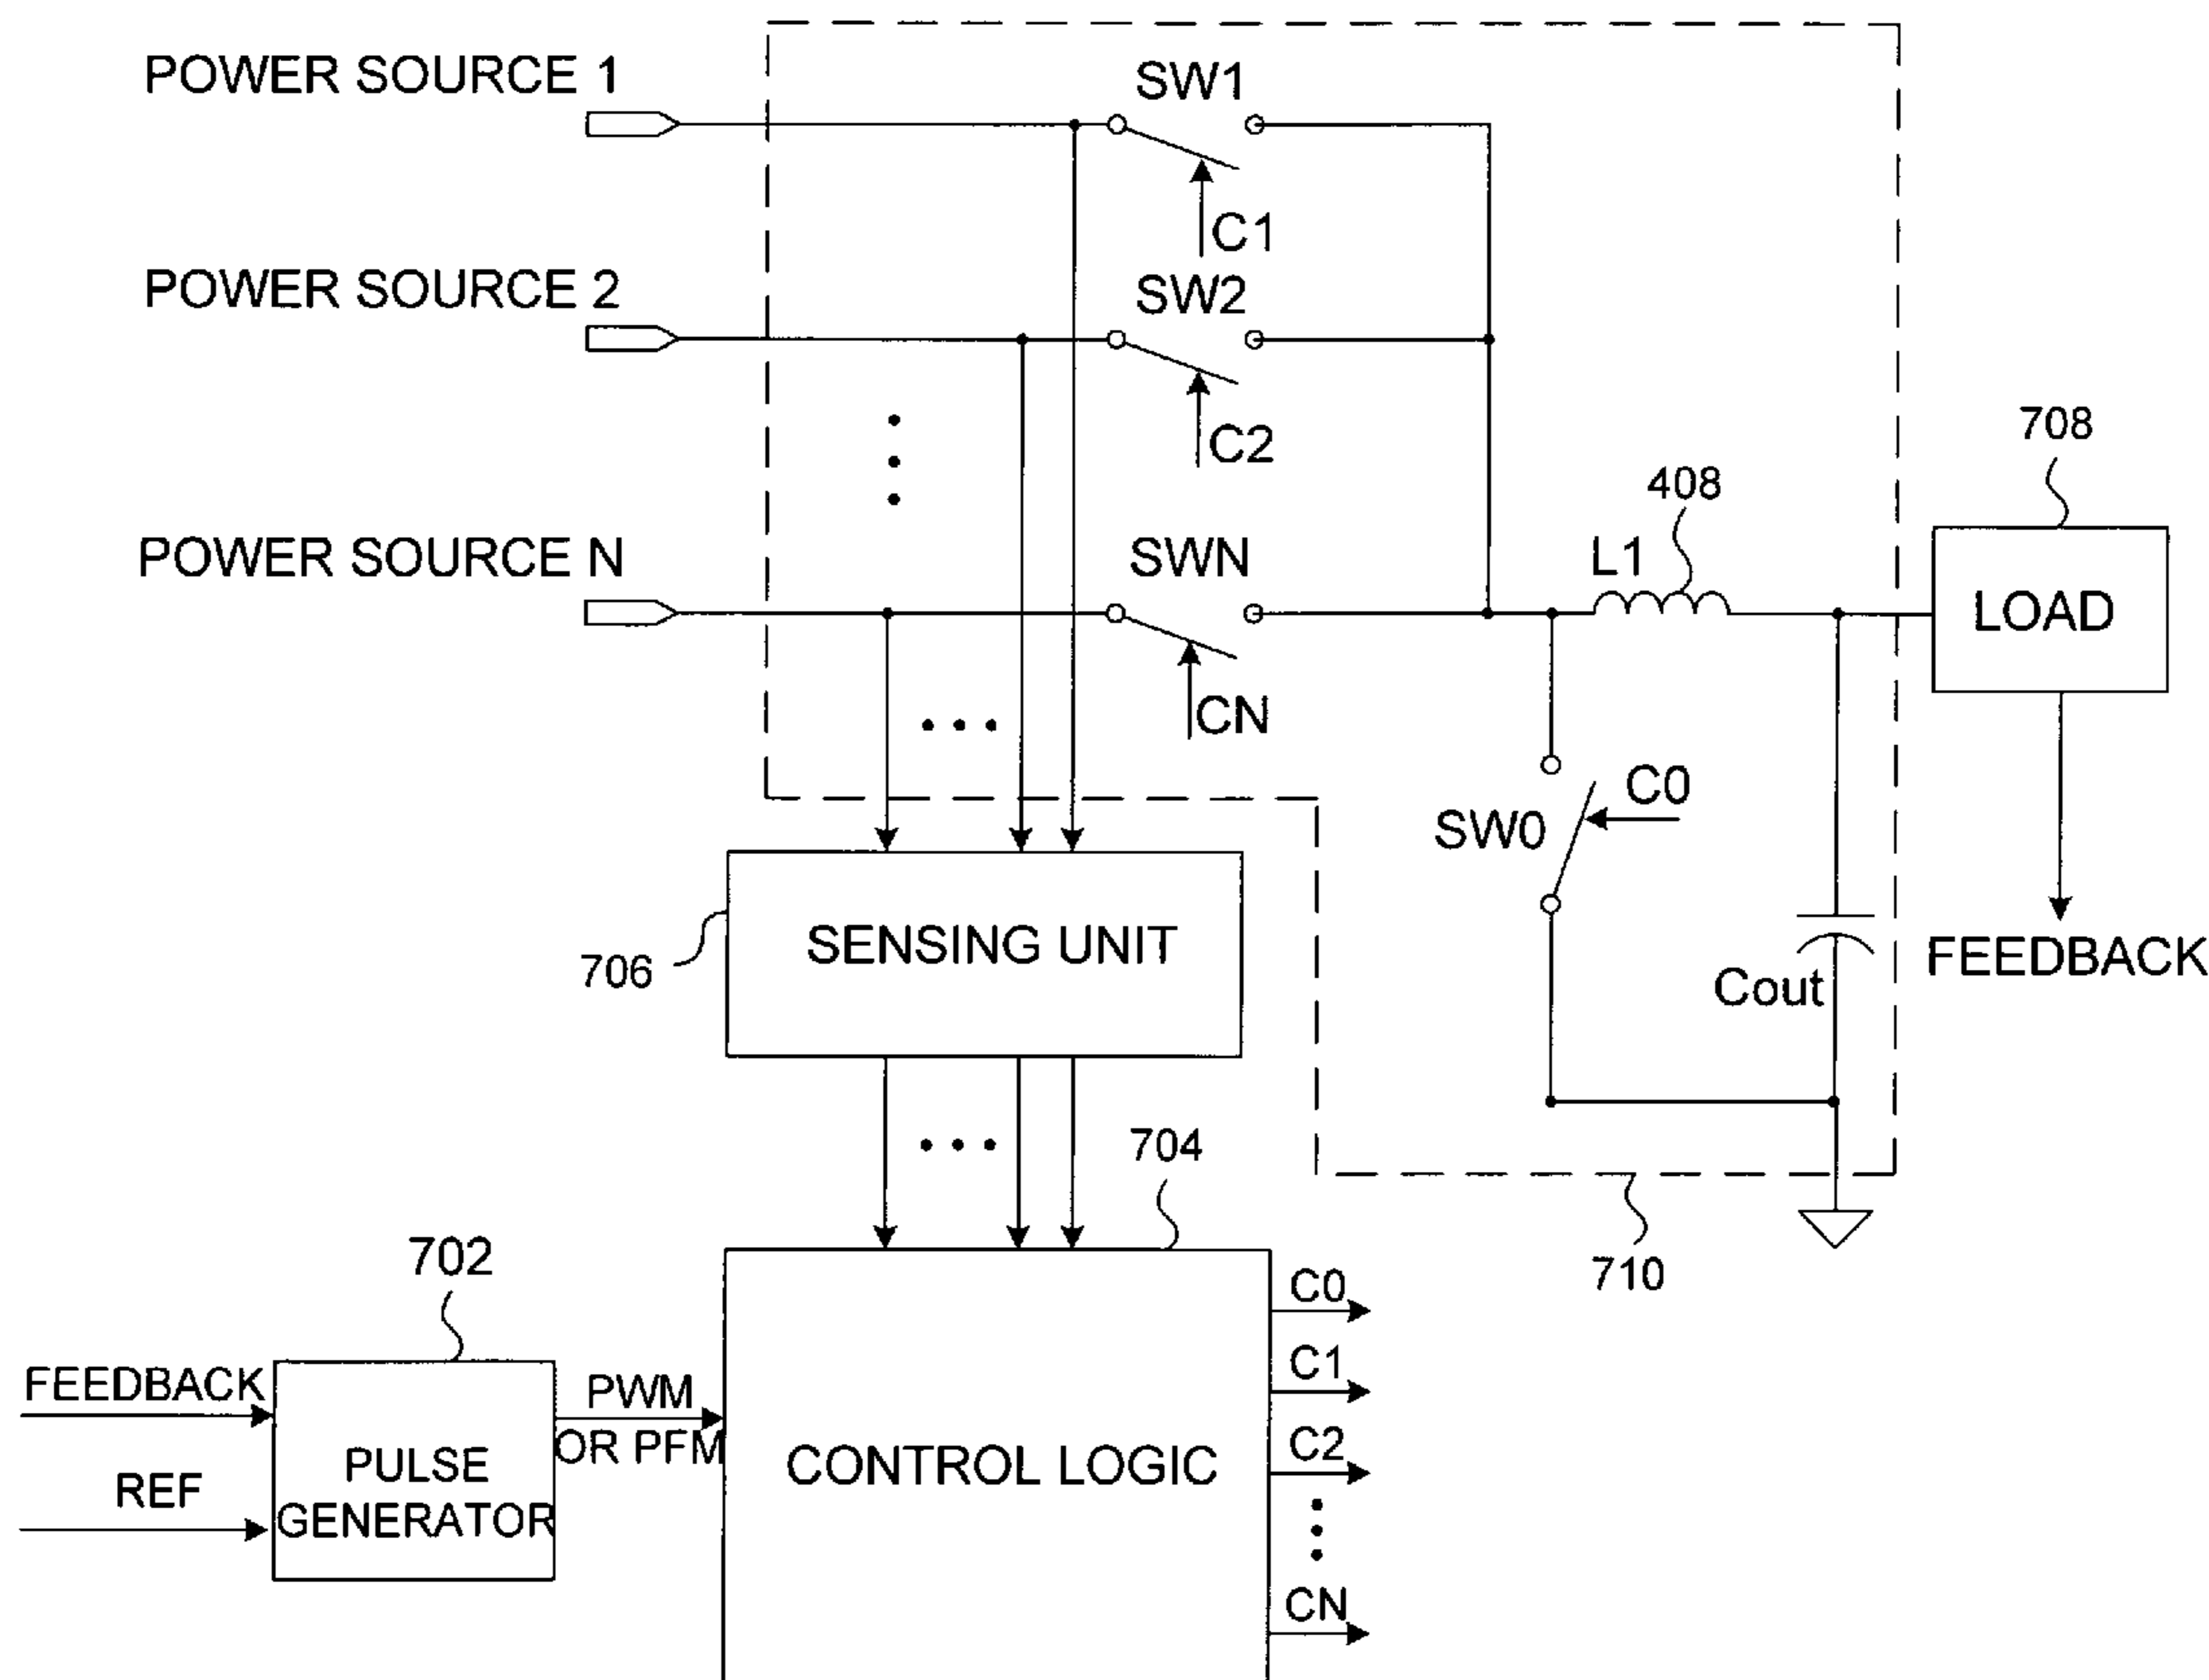 POWER SOURCE 1
SW1
C1
POWER SOURCE 2
SW2
C2
708
408
POWER SOURCE N
SWN
L1
LOAD
CN
C0
SW0
SENSING UNIT
706
Cout
FEEDBACK
704
702
710
C0
FEEDBACK
PWM
OR PFM
C1
REF
PULSE
GENERATOR
CONTROL LOGIC
C2
CN